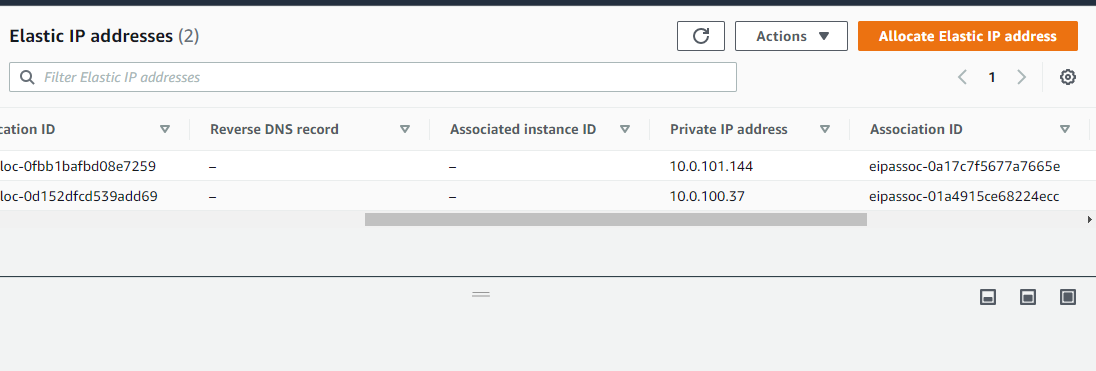 Elastic IP addresses (2)
Actions
Allocate Elastic IP address
Filter Elastic IP addresses
1
cation ID
Reverse DNS record
Associated instance ID
Private IP address
Association ID
loc-0fbb1bafbd08e7259
–
–
10.0.101.144
eipassoc-0a17c7f5677a7665e
loc-0d152dfcd539add69
–
–
10.0.100.37
eipassoc-01a4915ce68224ecc